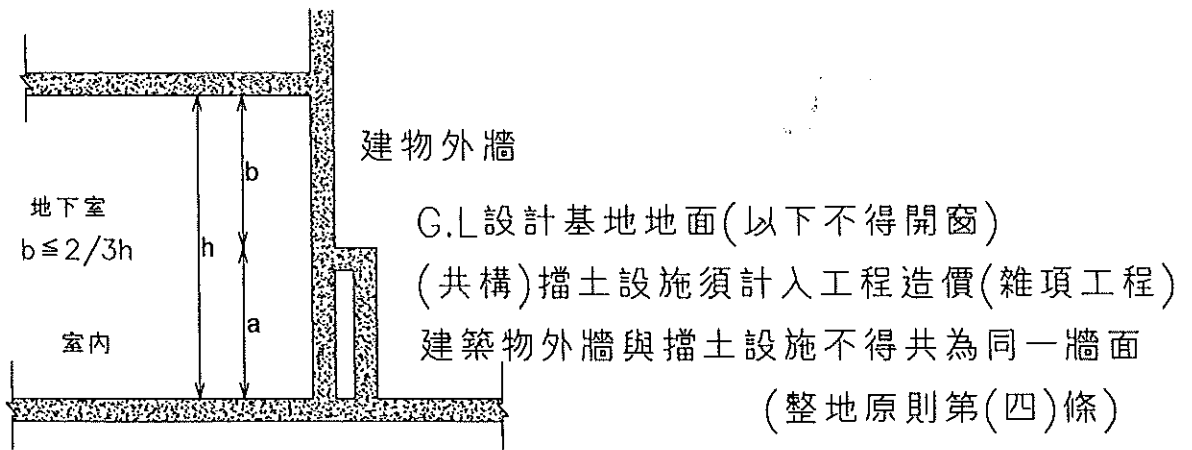 建物外牆
b
地下室
b≦2/3h
h
G.L設計基地地面(以下不得開窗)
(共構)擋土設施須計入工程造價(雜項工程)
a
室內
建築物外牆與擋土設施不得共為同一牆面
(整地原則第(四)條)